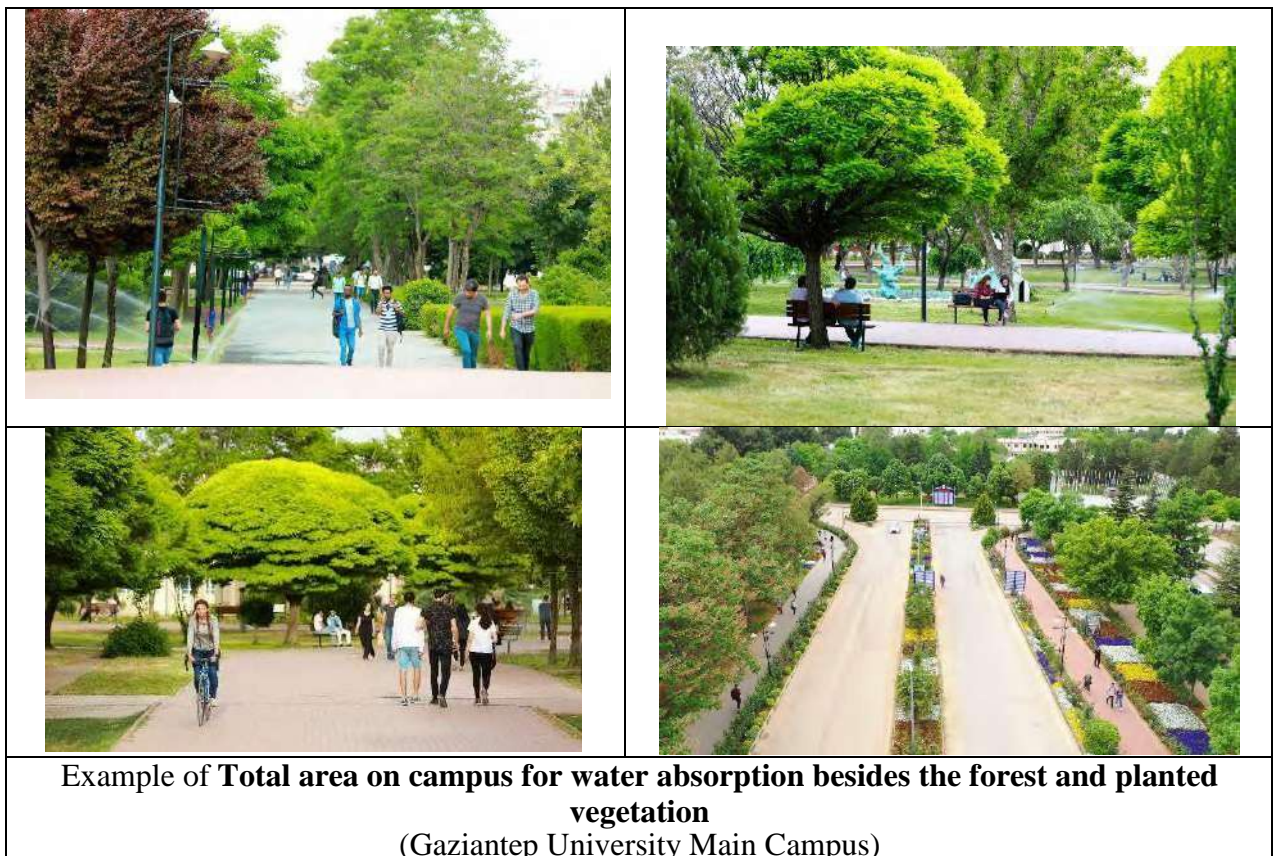 Example of Total area on campus for water absorption besides the forest and planted
vegetation
(Gaziantep University Main Campus)